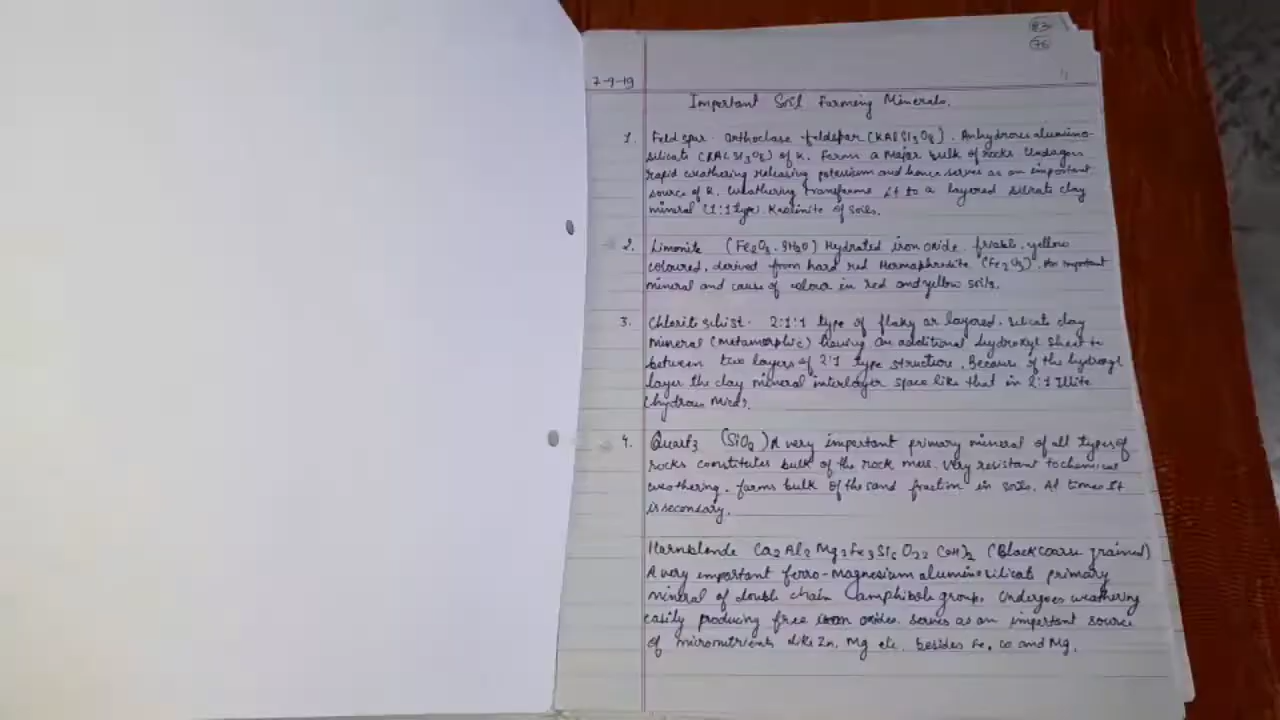 83
76
7-9-19
Important Soil Forming Minerals.
1. Feldspar. Orthoclase feldspar (KAlSi3O8). Anhydrous alumino-
silicate (KAlSi3O8) of K. Forms a Major bulk of rocks Undagoes
rapid weathering releasing potassium and hence serves as an important
source of K. Weathering transforms it to a layered silicate clay
mineral (1:1 type). Kaolinite of soils.
2. Limonite (Fe2O3.3H2O) Hydrated iron oxide friable. yellow
coloured, derived from hard red Hermaphredite (Fe2O3). An important
mineral and cause of colour in red and yellow soils.
3. Chlorite schist. 2:1:1 type of flaky or layered. Silicate clay
mineral (metamorphic) having an additional hydroxyl sheet
between two layers of 2:1 type structure. Because of the hydroxyl
layer the clay mineral interlayer space like that in 2:1 Illite
(hydrous Mica).
4. Quartz (SiO2) A very important primary mineral of all types of
rocks constitutes bulk of the rock mass. Very resistant to chemical
weathering. forms bulk of the sand fraction in soils. At times It
is secondary.
Hornblende Ca2Al2Mg2Fe3Si6O22(OH)2 (Black coarse grained)
A very important ferro-Magnesium aluminosilicate primary
mineral of double chain amphibole group. Undergoes weathering
easily producing free iron oxides. serves as an important source
of micronutrients like Zn, Mg etc. besides Fe, Ca and Mg.